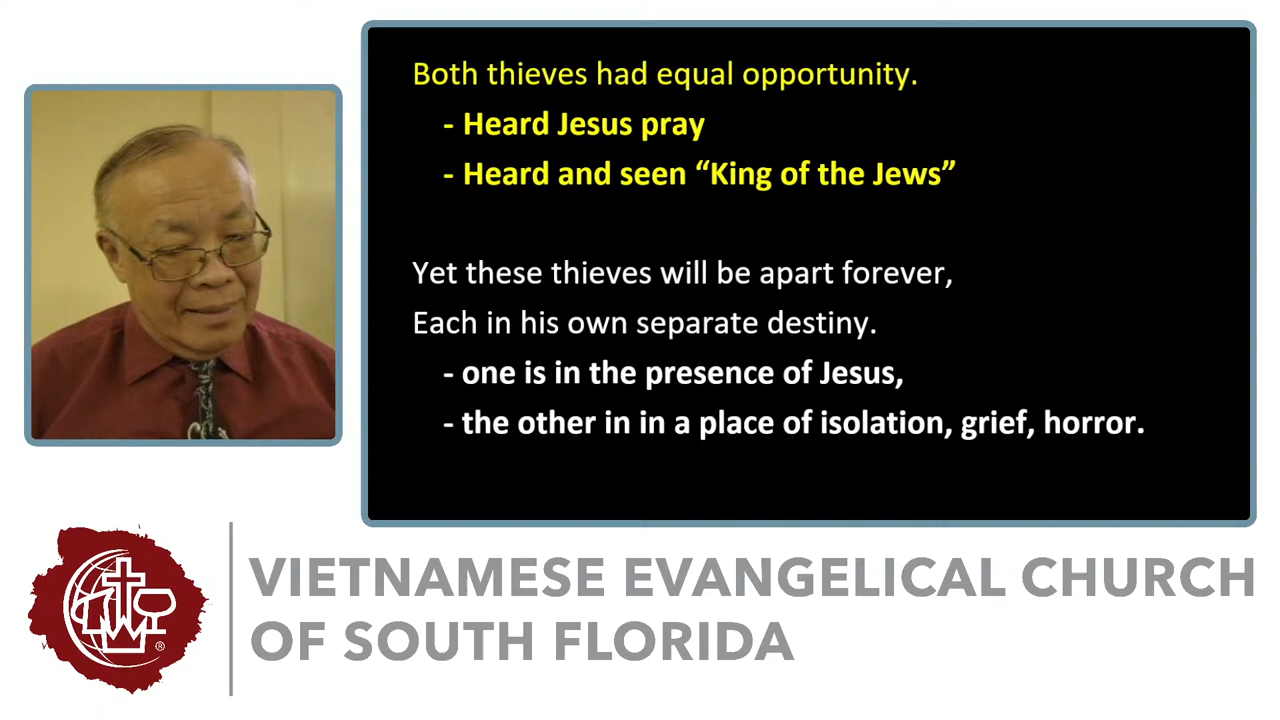 Both thieves had equal opportunity.
- Heard Jesus pray
- Heard and seen “King of the Jews”
Yet these thieves will be apart forever,
Each in his own separate destiny.
- one is in the presence of Jesus,
- the other in in a place of isolation, grief, horror.
®
VIETNAMESE EVANGELICAL CHURCH
OF SOUTH FLORIDA